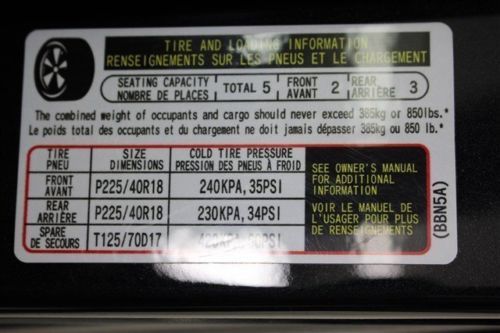 TIRE AND LOADING INFORMATION
RENSEIGNEMENTS SUR LES PNEUS ET LE CHARGEMENT
SEATING CAPACITY
NOMBRE DE PLACES
TOTAL 5
FRONT
AVANT
2
REAR
ARRIÈRE
3
The combined weight of occupants and cargo should never exceed 385kg or 850lbs.*
Le poids total des occupants et du chargement ne doit jamais dépasser 385kg ou 850 lb.*
TIRE
PNEU
SIZE
DIMENSIONS
COLD TIRE PRESSURE
PRESSION DES PNEUS À FROID
FRONT
AVANT
P225/40R18
240KPA, 35PSI
REAR
ARRIÈRE
P225/40R18
230KPA, 34PSI
SPARE
DE SECOURS
T125/70D17
420KPA, 60PSI
SEE OWNER'S MANUAL
FOR ADDITIONAL
INFORMATION
VOIR LE MANUEL DE
L'USAGER POUR PLUS
DE RENSEIGNEMENTS
(BBN5A)